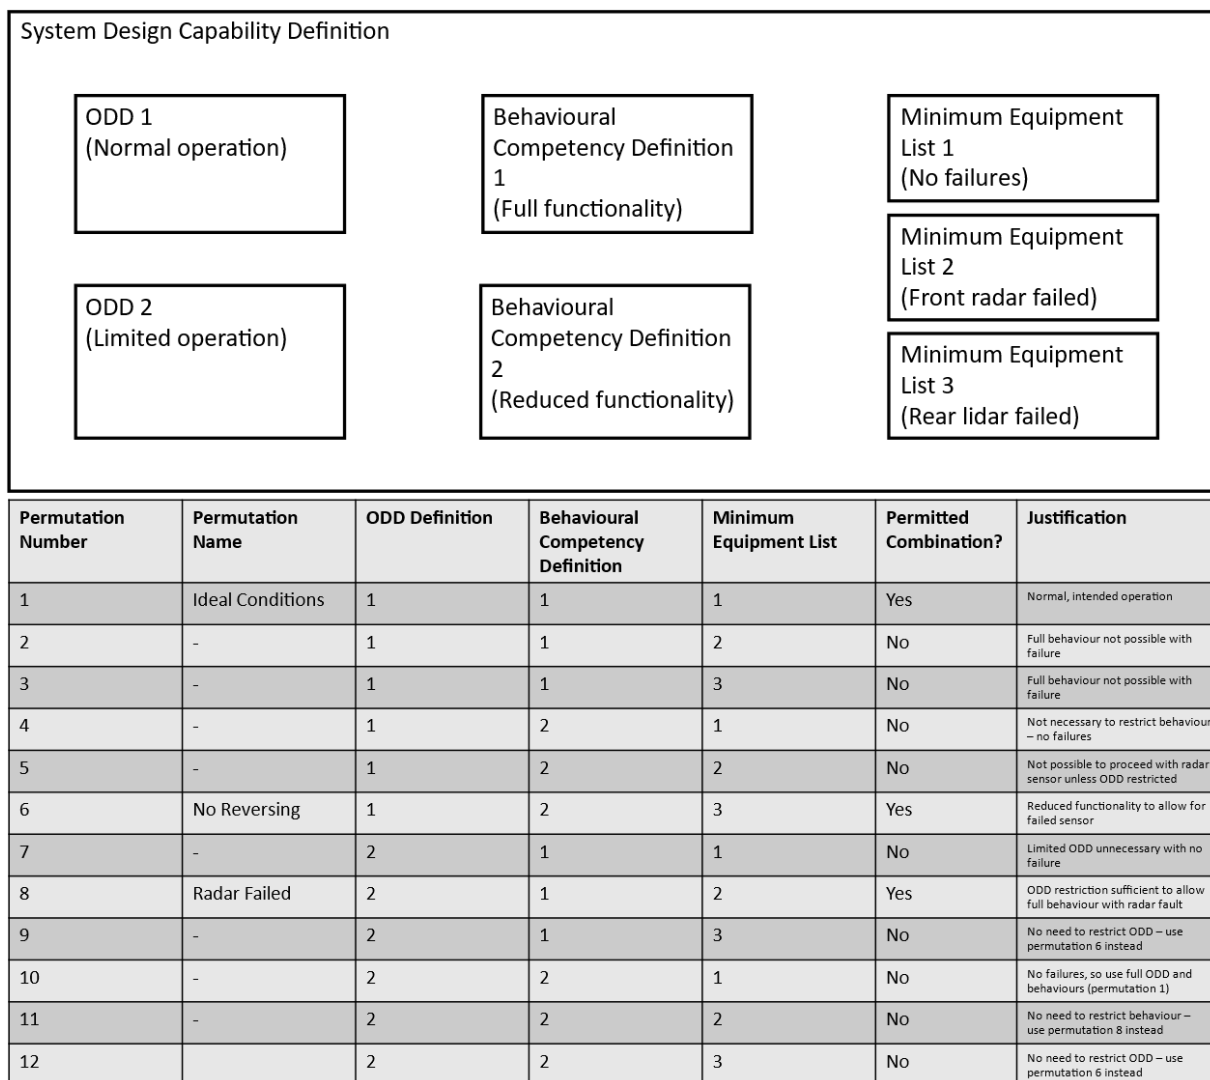 System Design Capability Definition
ODD 1
(Normal operation)
Behavioural
Competency Definition
1
(Full functionality)
Minimum Equipment
List 1
(No failures)
Minimum Equipment
List 2
(Front radar failed)
ODD 2
(Limited operation)
Behavioural
Competency Definition
2
(Reduced functionality)
Minimum Equipment
List 3
(Rear lidar failed)
Permutation Number | Permutation Name | ODD Definition | Behavioural Competency Definition | Minimum Equipment List | Permitted Combination? | Justification
1 | Ideal Conditions | 1 | 1 | 1 | Yes | Normal, intended operation
2 | - | 1 | 1 | 2 | No | Full behaviour not possible with failure
3 | - | 1 | 1 | 3 | No | Full behaviour not possible with failure
4 | - | 1 | 2 | 1 | No | Not necessary to restrict behaviour – no failures
5 | - | 1 | 2 | 2 | No | Not possible to proceed with radar sensor unless ODD restricted
6 | No Reversing | 1 | 2 | 3 | Yes | Reduced functionality to allow for failed sensor
7 | - | 2 | 1 | 1 | No | Limited ODD unnecessary with no failure
8 | Radar Failed | 2 | 1 | 2 | Yes | ODD restriction sufficient to allow full behaviour with radar fault
9 | - | 2 | 1 | 3 | No | No need to restrict ODD – use permutation 6 instead
10 | - | 2 | 2 | 1 | No | No failures, so use full ODD and behaviours (permutation 1)
11 | - | 2 | 2 | 2 | No | No need to restrict behaviour – use permutation 8 instead
12 | | 2 | 2 | 3 | No | No need to restrict ODD – use permutation 6 instead